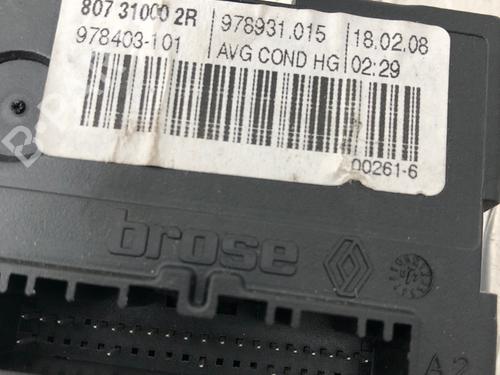 807 31000 2R
978403-101
978931.015
AVG COND HG
18.02.08
02:29
00261-6
brose
A2